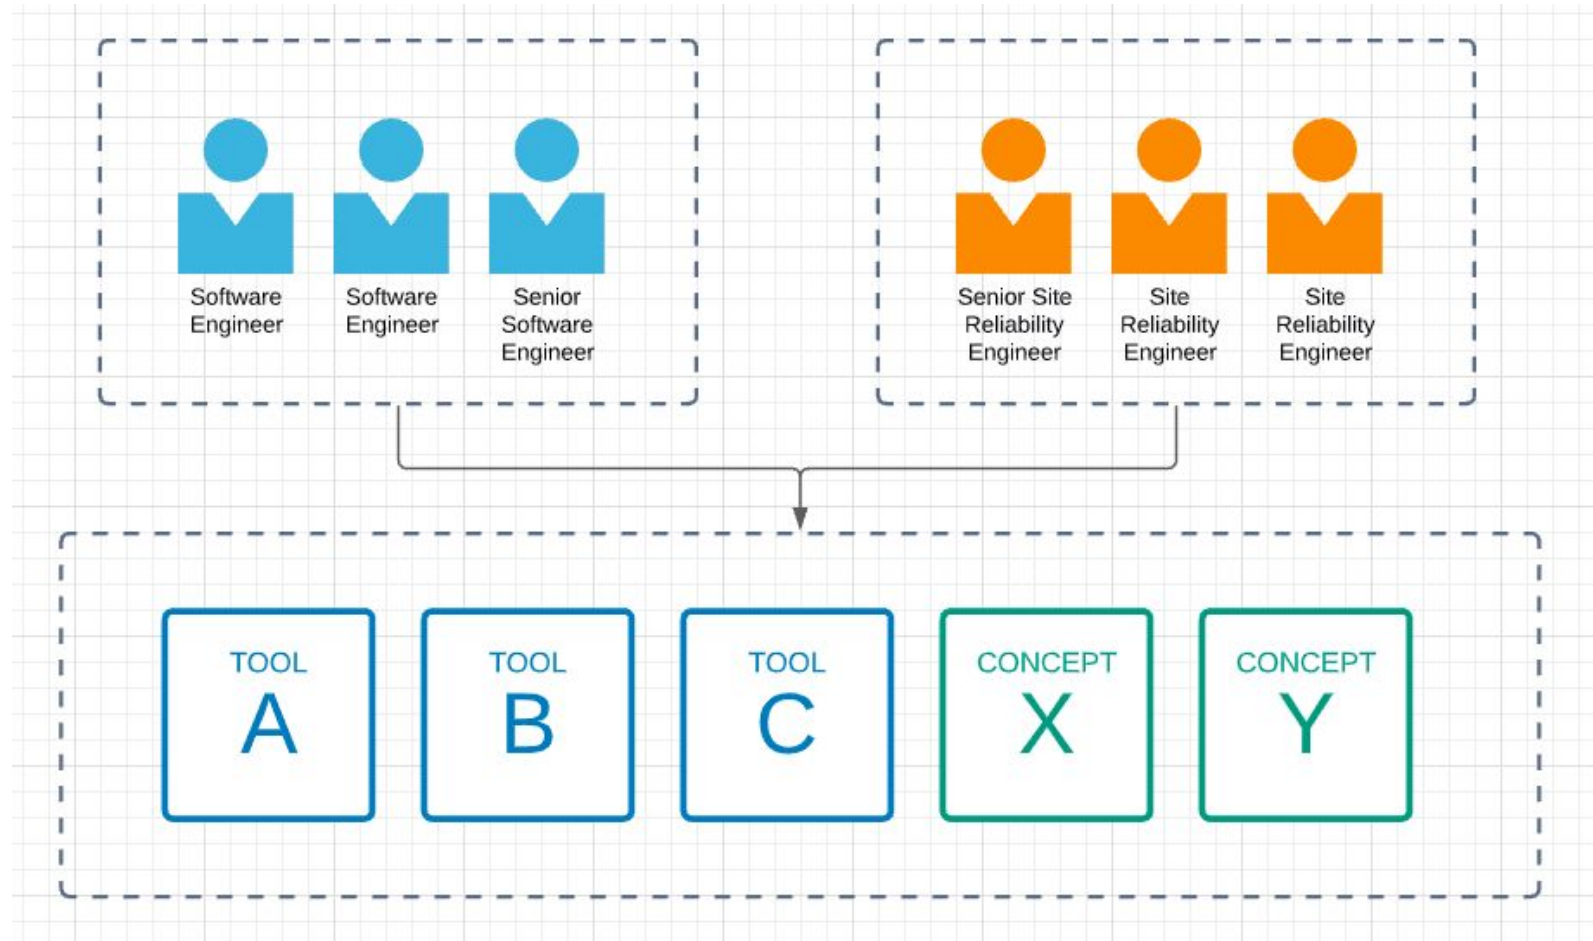 Software
Engineer
Software
Engineer
Senior
Software
Engineer
Senior Site
Reliability
Engineer
Site
Reliability
Engineer
Site
Reliability
Engineer
TOOL
A
TOOL
B
TOOL
C
CONCEPT
X
CONCEPT
Y